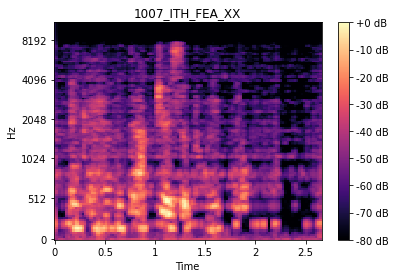 1007_ITH_FEA_XX
Hz
8192
4096
2048
1024
512
0
0
0.5
1
1.5
2
2.5
Time
+0 dB
-10 dB
-20 dB
-30 dB
-40 dB
-50 dB
-60 dB
-70 dB
-80 dB